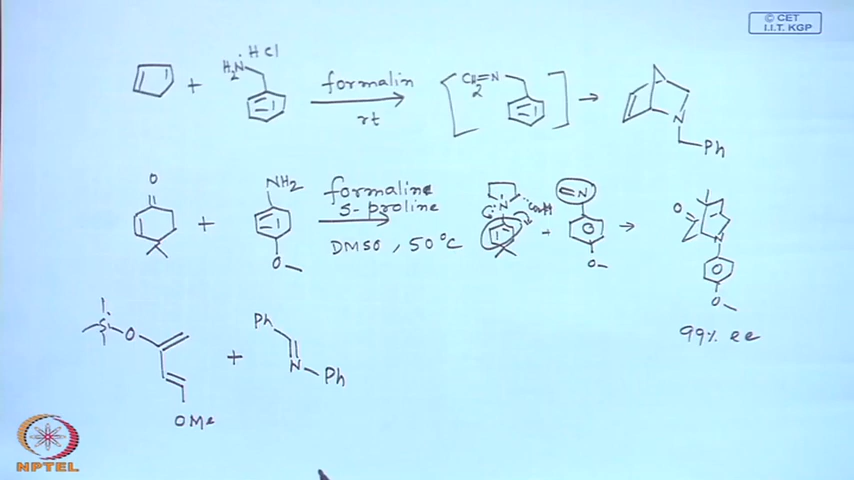 © CET
I.I.T. KGP
H2N HCl
formalin
rt
CH2=N
N
Ph
O
NH2
formaline
S-proline
DMSO, 50°C
O
N
COOH
=N
O
O
N
O
99% ee
Si O
OMe
Ph
N
Ph
NPTEL